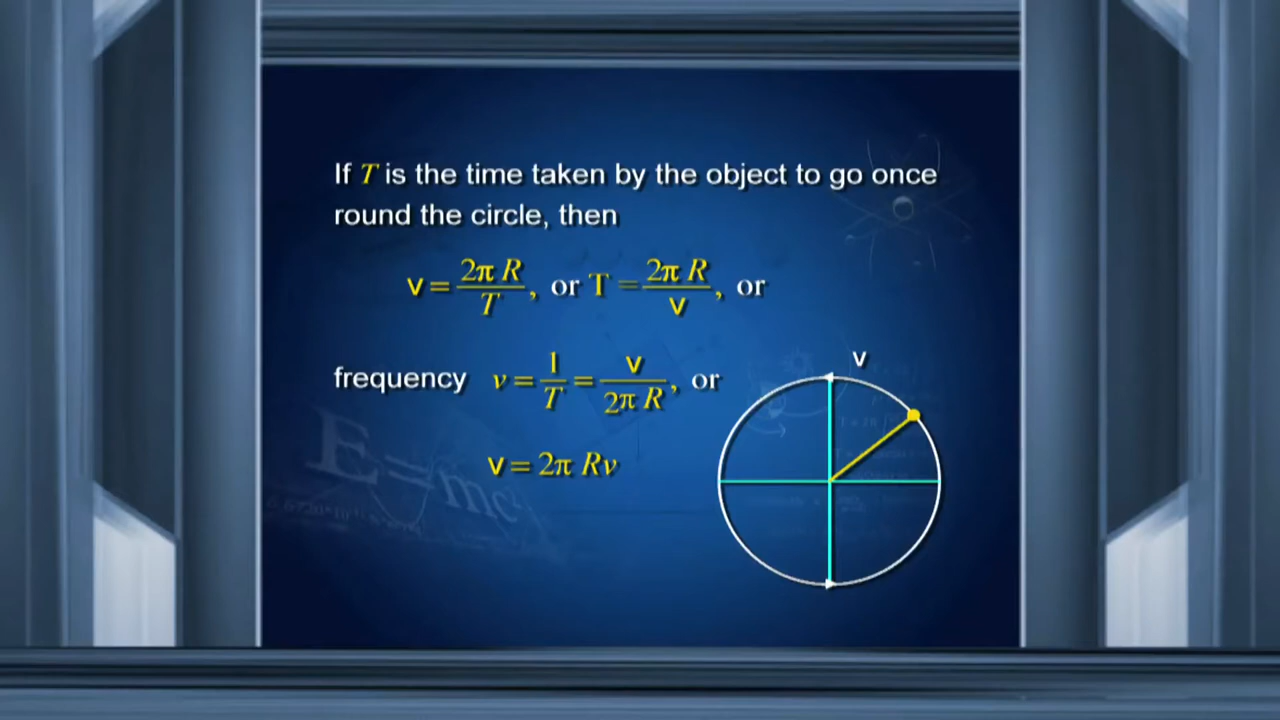 If T is the time taken by the object to go once
round the circle, then
v = 2π R / T, or T = 2π R / v, or
frequency ν = 1/T = v / 2π R, or
v = 2π Rν
v
E=mc²